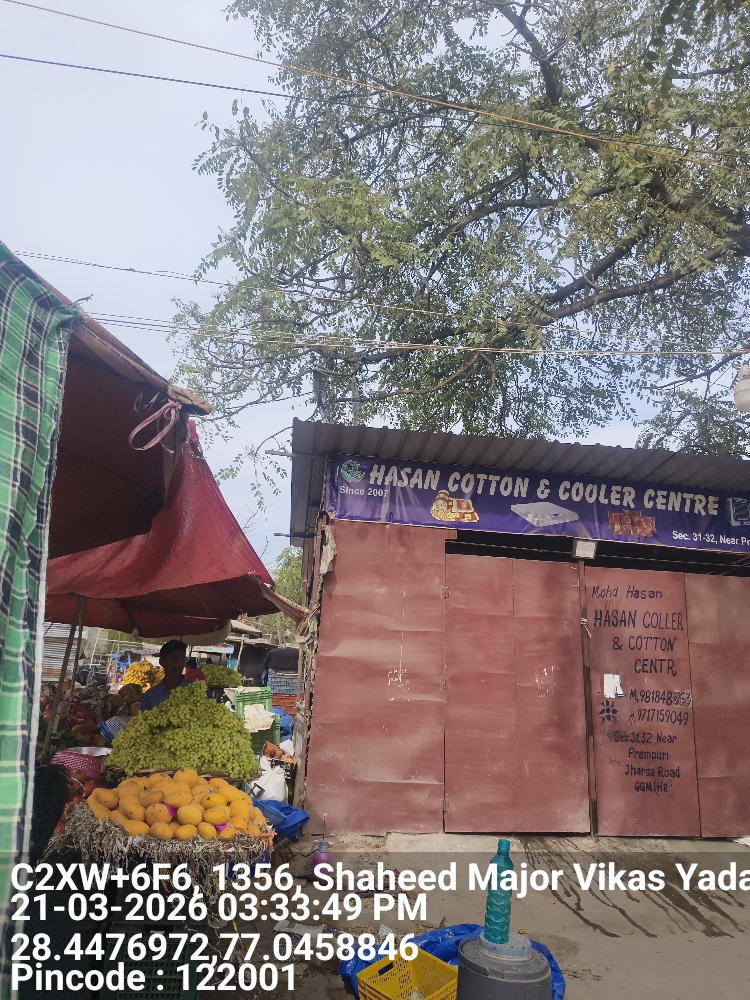 HASAN COTTON & COOLER CENTRE
Since 2007
Sec. 31-32, Near
Mohd Hasan
HASAN COLLER
& COTTON
CENTR
M,
9717159049
Sec.31.32 Near
Prempuri
Jharsa Road
GGM (HR)
C2XW+6F6, 1356, Shaheed Major Vikas Yada
21-03-2026 03:33:49 PM
28.4476972,77.0458846
Pincode : 122001